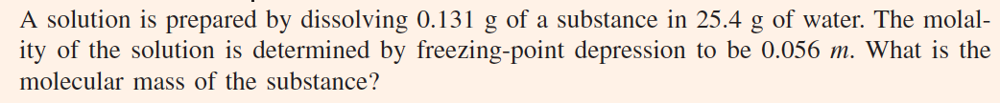 A solution is prepared by dissolving 0.131 g of a substance in 25.4 g of water. The molal-
ity of the solution is determined by freezing-point depression to be 0.056 m. What is the
molecular mass of the substance?